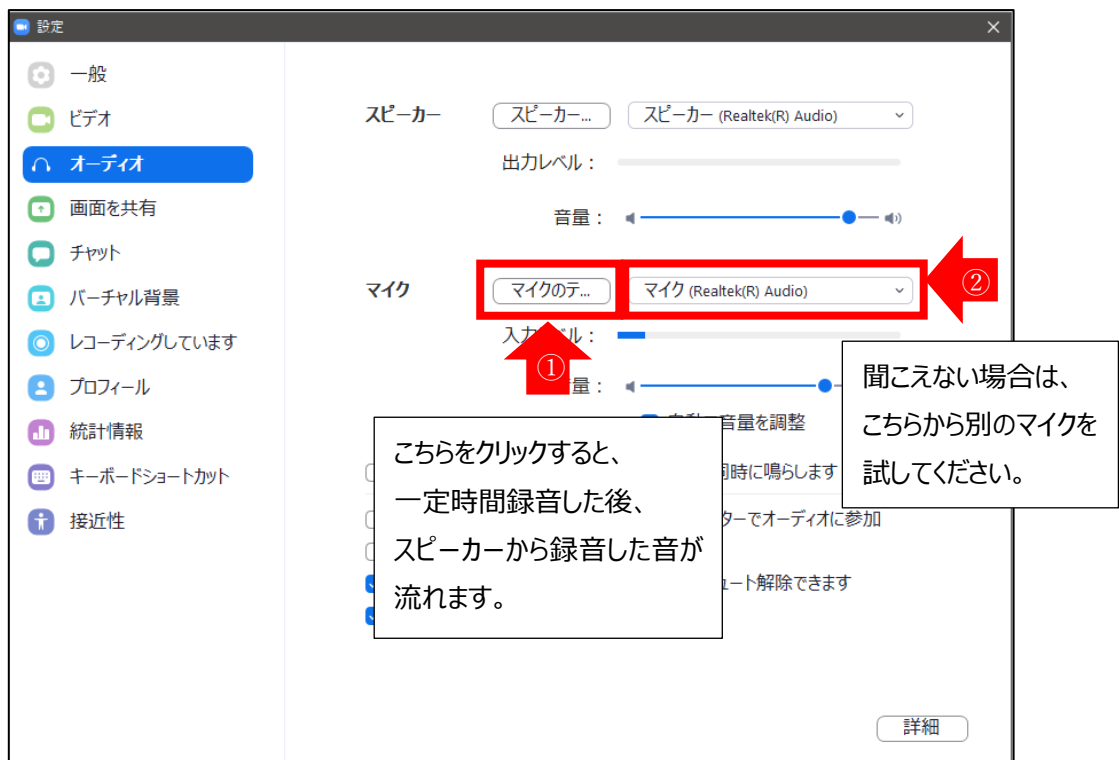 設定
一般
ビデオ
オーディオ
画面を共有
チャット
バーチャル背景
レコーディングしています
プロフィール
統計情報
キーボードショートカット
接近性
スピーカー スピーカー... スピーカー (Realtek(R) Audio)
出力レベル：
音量：
マイク マイクのテ... マイク (Realtek(R) Audio)
②
入力 ル：
①
量：
音量を調整
同時に鳴らします
ターでオーディオに参加
ュート解除できます
こちらをクリックすると、
一定時間録音した後、
スピーカーから録音した音が
流れます。
聞こえない場合は、
こちらから別のマイクを
試してください。
詳細